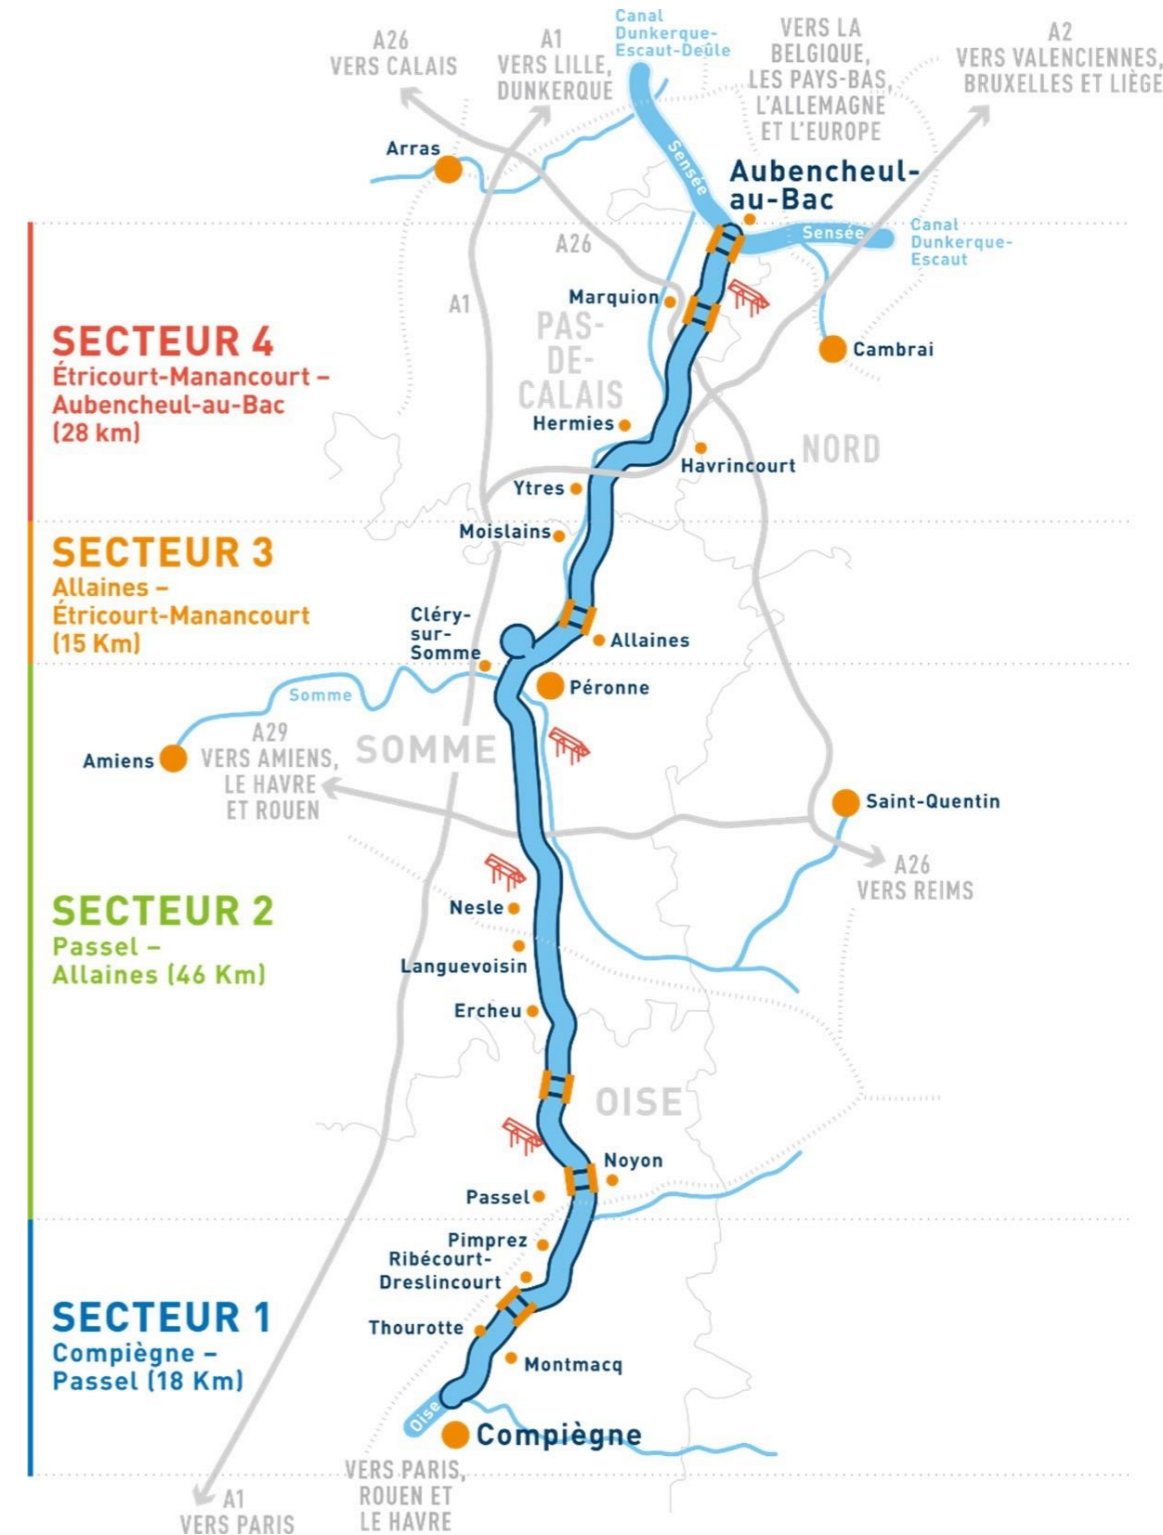 Canal
Dunkerque-
Escaut-Deûle
A26
VERS CALAIS
A1
VERS LILLE,
DUNKERQUE
VERS LA
BELGIQUE,
LES PAYS-BAS,
L'ALLEMAGNE
ET L'EUROPE
A2
VERS VALENCIENNES,
BRUXELLES ET LIÈGE
Arras
Sensée
Aubencheul-
au-Bac
Sensée
Canal
Dunkerque-
Escaut
A26
A1
Marquion
PAS-
DE-
CALAIS
Cambrai
SECTEUR 4
Étricourt-Manancourt –
Aubencheul-au-Bac
(28 km)
Hermies
NORD
Havrincourt
Ytres
Moislains
SECTEUR 3
Allaines –
Étricourt-Manancourt
(15 Km)
Cléry-
sur-
Somme
Allaines
Péronne
Somme
Amiens
A29
VERS AMIENS,
LE HAVRE
ET ROUEN
SOMME
Saint-Quentin
A26
VERS REIMS
SECTEUR 2
Passel –
Allaines (46 Km)
Nesle
Languevoisin
Ercheu
OISE
Noyon
Passel
Pimprez
Ribécourt-
Dreslincourt
SECTEUR 1
Compiègne –
Passel (18 Km)
Thourotte
Montmacq
Oise
Compiègne
VERS PARIS,
ROUEN ET
LE HAVRE
A1
VERS PARIS